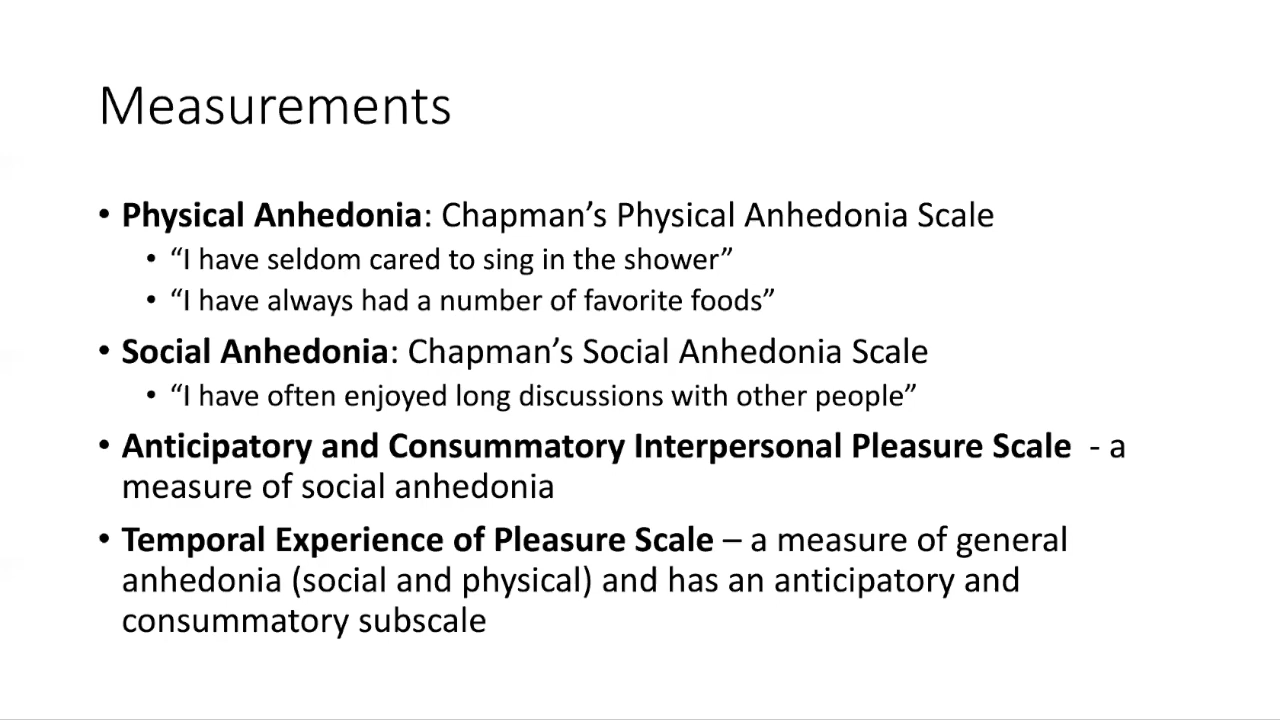 Measurements
• Physical Anhedonia: Chapman’s Physical Anhedonia Scale
• “I have seldom cared to sing in the shower”
• “I have always had a number of favorite foods”
• Social Anhedonia: Chapman’s Social Anhedonia Scale
• “I have often enjoyed long discussions with other people”
• Anticipatory and Consummatory Interpersonal Pleasure Scale  - a
measure of social anhedonia
• Temporal Experience of Pleasure Scale – a measure of general
anhedonia (social and physical) and has an anticipatory and
consummatory subscale